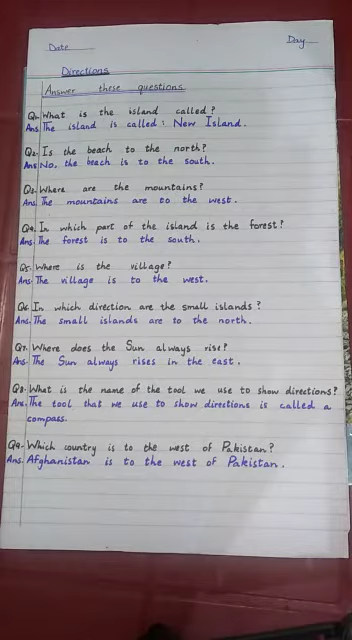 Date
Day
Directions
Answer these questions
Q1. What is the island called?
Ans. The island is called: New Island.
Q2. Is the beach to the north?
Ans. No, the beach is to the south.
Q3. Where are the mountains?
Ans. The mountains are to the west.
Q4. In which part of the island is the forest?
Ans. The forest is to the south.
Q5. Where is the village?
Ans. The village is to the west.
Q6. In which direction are the small islands?
Ans. The small islands are to the north.
Q7. Where does the Sun always rise?
Ans. The Sun always rises in the east.
Q8. What is the name of the tool we use to show directions?
Ans. The tool that we use to show directions is called a
compass.
Q9. Which country is to the west of Pakistan?
Ans. Afghanistan is to the west of Pakistan.